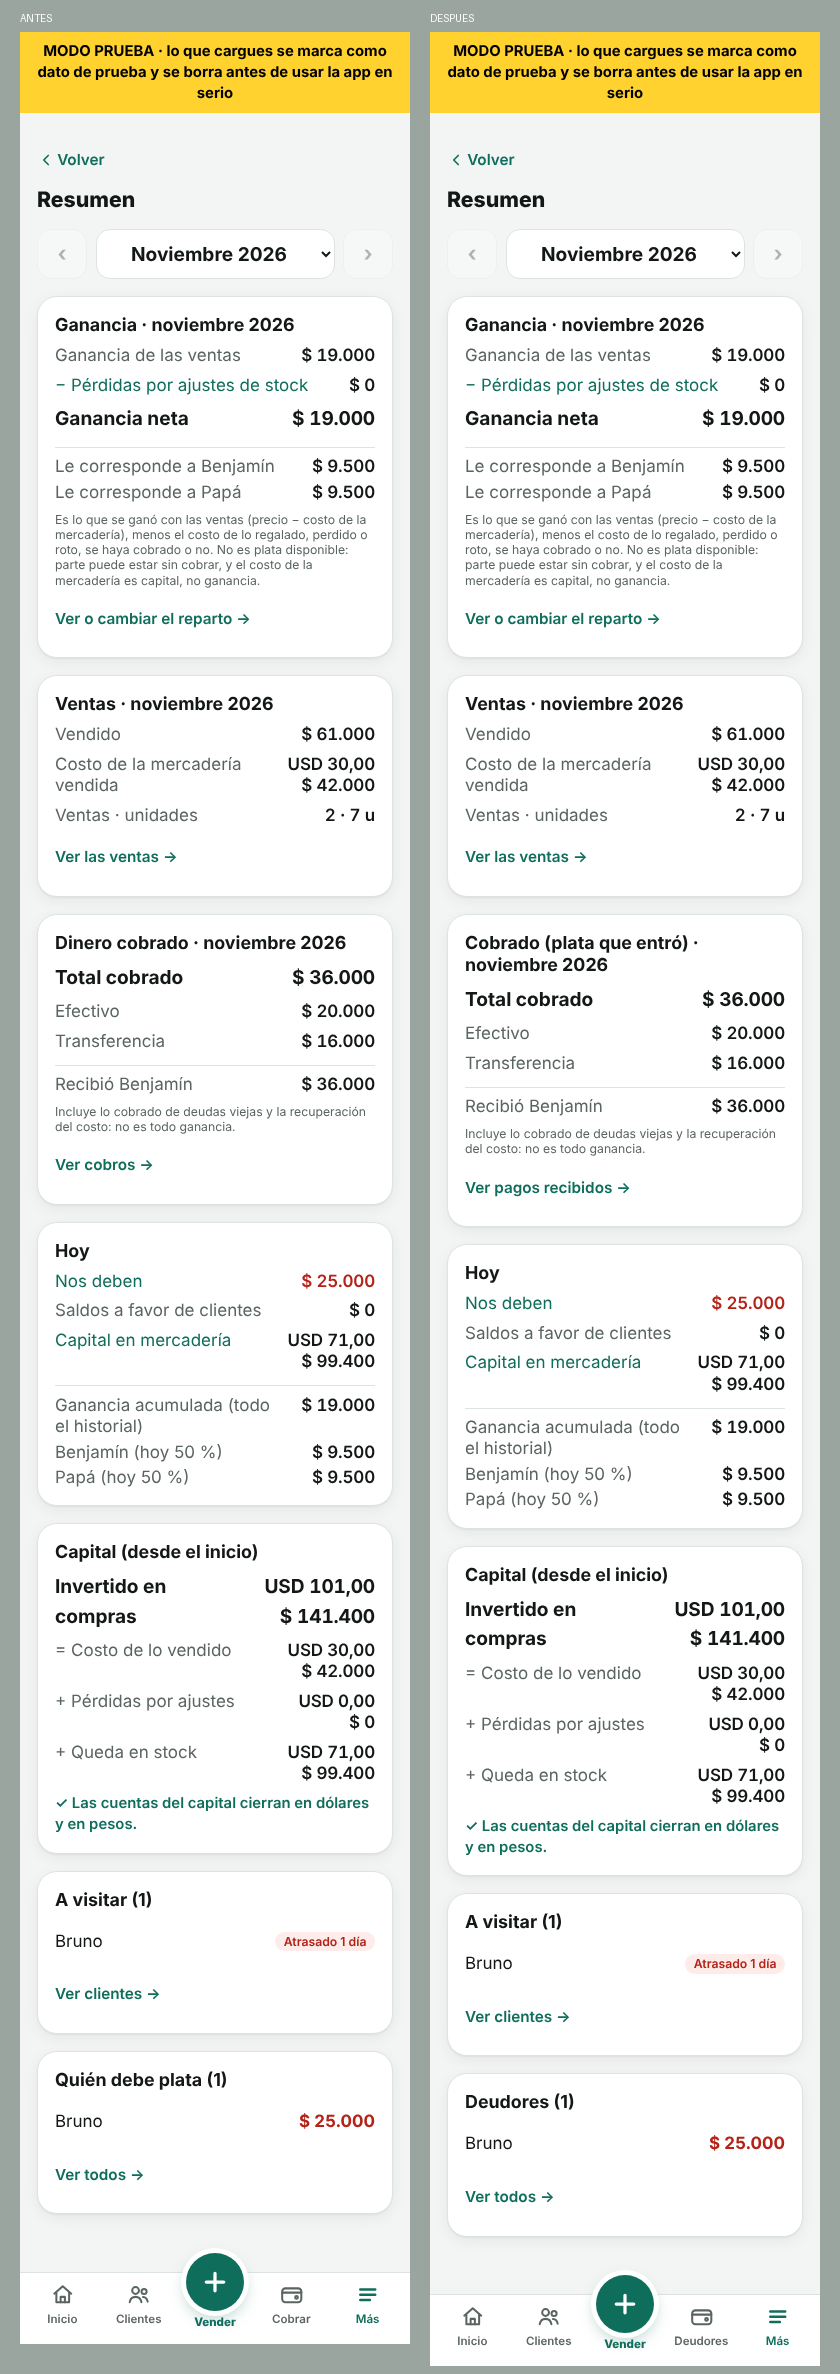 ANTES
MODO PRUEBA · lo que cargues se marca como
dato de prueba y se borra antes de usar la app en
serio
Volver
Resumen
Noviembre 2026
Ganancia · noviembre 2026
Ganancia de las ventas $ 19.000
− Pérdidas por ajustes de stock $ 0
Ganancia neta $ 19.000
Le corresponde a Benjamín $ 9.500
Le corresponde a Papá $ 9.500
Es lo que se ganó con las ventas (precio − costo de la
mercadería), menos el costo de lo regalado, perdido o
roto, se haya cobrado o no. No es plata disponible:
parte puede estar sin cobrar, y el costo de la
mercadería es capital, no ganancia.
Ver o cambiar el reparto →
Ventas · noviembre 2026
Vendido $ 61.000
Costo de la mercadería USD 30,00
vendida $ 42.000
Ventas · unidades 2 · 7 u
Ver las ventas →
Dinero cobrado · noviembre 2026
Total cobrado $ 36.000
Efectivo $ 20.000
Transferencia $ 16.000
Recibió Benjamín $ 36.000
Incluye lo cobrado de deudas viejas y la recuperación
del costo: no es todo ganancia.
Ver cobros →
Hoy
Nos deben $ 25.000
Saldos a favor de clientes $ 0
Capital en mercadería USD 71,00
$ 99.400
Ganancia acumulada (todo $ 19.000
el historial)
Benjamín (hoy 50 %) $ 9.500
Papá (hoy 50 %) $ 9.500
Capital (desde el inicio)
Invertido en USD 101,00
compras $ 141.400
= Costo de lo vendido USD 30,00
$ 42.000
+ Pérdidas por ajustes USD 0,00
$ 0
+ Queda en stock USD 71,00
$ 99.400
✓ Las cuentas del capital cierran en dólares
y en pesos.
A visitar (1)
Bruno Atrasado 1 día
Ver clientes →
Quién debe plata (1)
Bruno $ 25.000
Ver todos →
Inicio Clientes Vender Cobrar Más
DESPUES
MODO PRUEBA · lo que cargues se marca como
dato de prueba y se borra antes de usar la app en
serio
Volver
Resumen
Noviembre 2026
Ganancia · noviembre 2026
Ganancia de las ventas $ 19.000
− Pérdidas por ajustes de stock $ 0
Ganancia neta $ 19.000
Le corresponde a Benjamín $ 9.500
Le corresponde a Papá $ 9.500
Es lo que se ganó con las ventas (precio − costo de la
mercadería), menos el costo de lo regalado, perdido o
roto, se haya cobrado o no. No es plata disponible:
parte puede estar sin cobrar, y el costo de la
mercadería es capital, no ganancia.
Ver o cambiar el reparto →
Ventas · noviembre 2026
Vendido $ 61.000
Costo de la mercadería USD 30,00
vendida $ 42.000
Ventas · unidades 2 · 7 u
Ver las ventas →
Cobrado (plata que entró) ·
noviembre 2026
Total cobrado $ 36.000
Efectivo $ 20.000
Transferencia $ 16.000
Recibió Benjamín $ 36.000
Incluye lo cobrado de deudas viejas y la recuperación
del costo: no es todo ganancia.
Ver pagos recibidos →
Hoy
Nos deben $ 25.000
Saldos a favor de clientes $ 0
Capital en mercadería USD 71,00
$ 99.400
Ganancia acumulada (todo $ 19.000
el historial)
Benjamín (hoy 50 %) $ 9.500
Papá (hoy 50 %) $ 9.500
Capital (desde el inicio)
Invertido en USD 101,00
compras $ 141.400
= Costo de lo vendido USD 30,00
$ 42.000
+ Pérdidas por ajustes USD 0,00
$ 0
+ Queda en stock USD 71,00
$ 99.400
✓ Las cuentas del capital cierran en dólares
y en pesos.
A visitar (1)
Bruno Atrasado 1 día
Ver clientes →
Deudores (1)
Bruno $ 25.000
Ver todos →
Inicio Clientes Vender Deudores Más